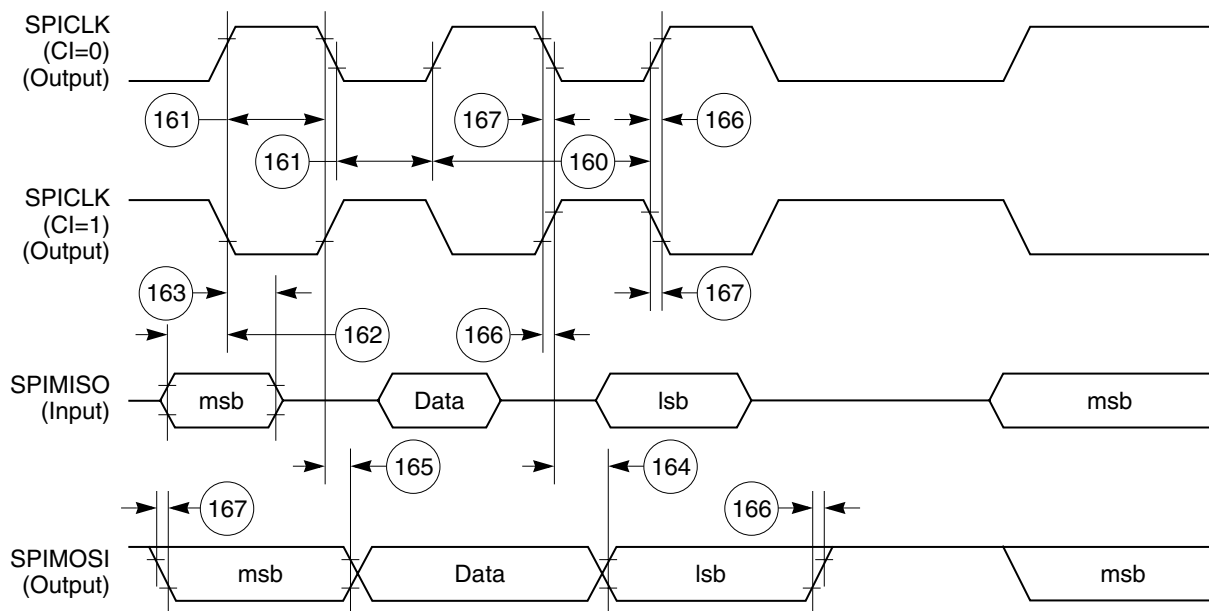 SPICLK
(CI=0)
(Output)
161
167
166
161
160
SPICLK
(CI=1)
(Output)
163
167
162
166
SPIMISO
(Input)
msb
Data
lsb
msb
165
164
167
166
SPIMOSI
(Output)
msb
Data
lsb
msb